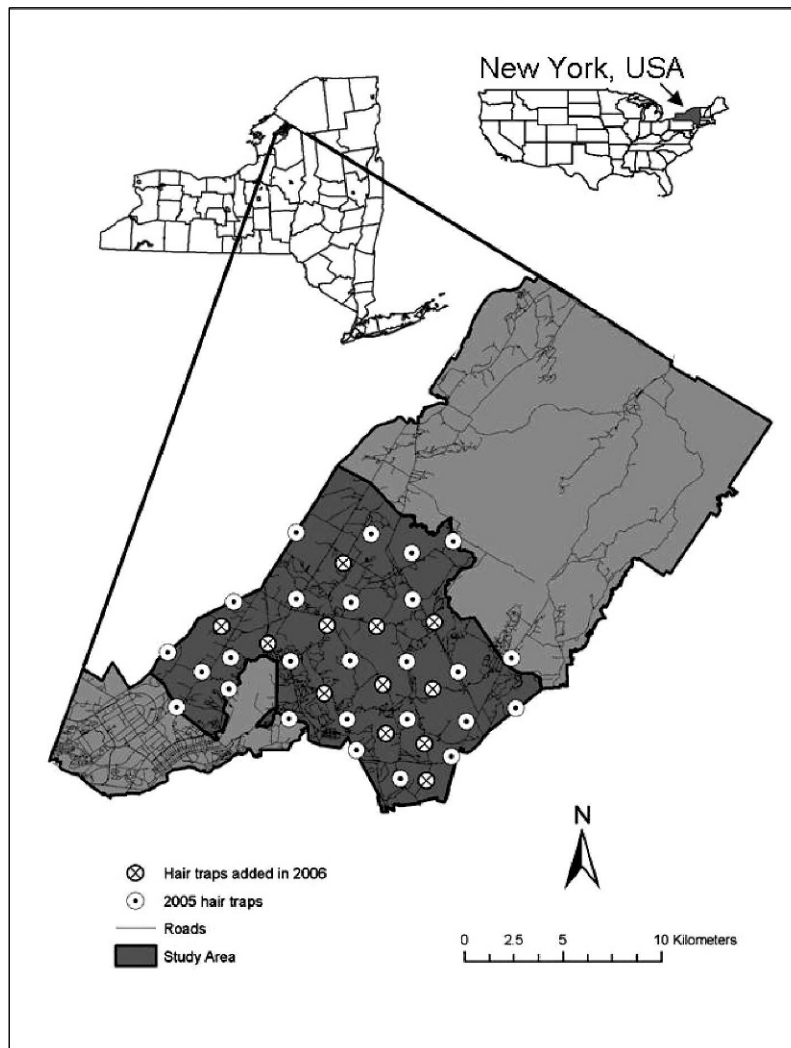 New York, USA
N
Hair traps added in 2006
2005 hair traps
Roads
Study Area
0 2.5 5 10 Kilometers